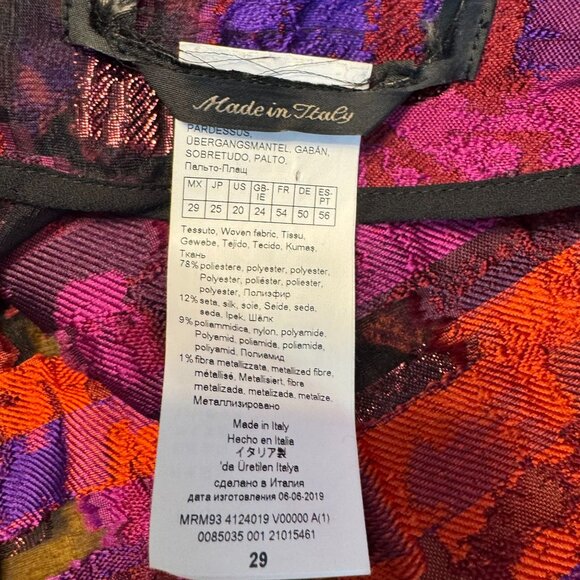 Made in Italy
PARDESSUS,
ÜBERGANGSMANTEL, GABÁN,
SOBRETUDO, PALTO,
Пальто-Плащ
MX JP US GB-IE FR DE ES-PT
29 25 20 24 54 50 56
Tessuto, Woven fabric, Tissu,
Gewebe, Tejido, Tecido, Kumaş,
Ткань
78% poliestere, polyester, polyester,
Polyester, poliéster, poliéster,
polyester, Полиэфир
12% seta, silk, soie, Seide, seda,
seda, İpek, Шёлк
9% poliammidica, nylon, polyamide,
Polyamid, poliamida, poliamida,
polyamid, Полиамид
1% fibra metallizzata, metallized fibre,
métallisé, Metallisiert, fibra
metalizada, metalizada, metalize,
Металлизировано
Made in Italy
Hecho en Italia
イタリア製
'da Üretilen Italya
сделано в Италия
дата изготовления 06-06-2019
MRM93 4124019 V00000 A(1)
0085035 001 21015461
29